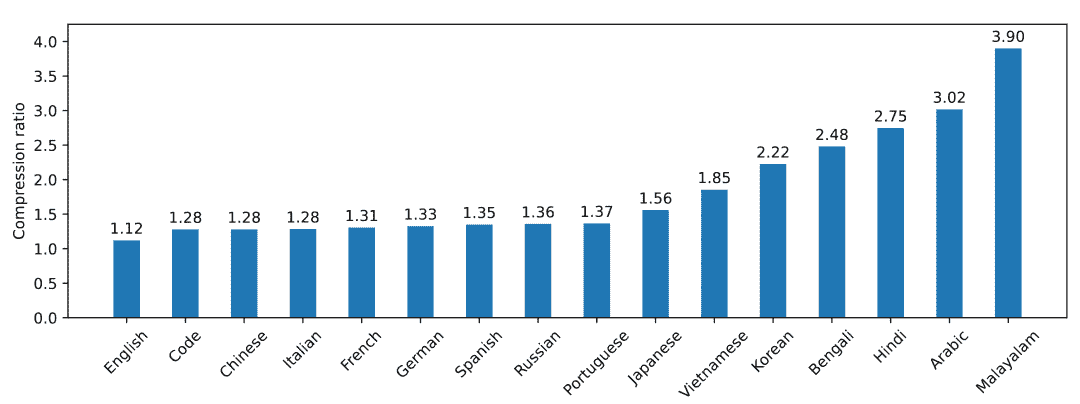 Compression ratio
4.0
3.5
3.0
2.5
2.0
1.5
1.0
0.5
0.0
1.12
1.28
1.28
1.28
1.31
1.33
1.35
1.36
1.37
1.56
1.85
2.22
2.48
2.75
3.02
3.90
English
Code
Chinese
Italian
French
German
Spanish
Russian
Portuguese
Japanese
Vietnamese
Korean
Bengali
Hindi
Arabic
Malayalam